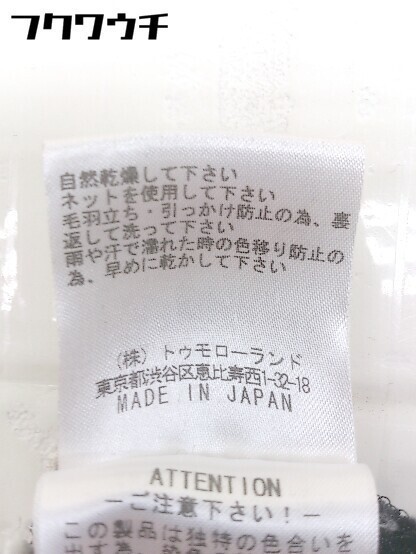 フクワウチ
自然乾燥して下さい
ネットを使用して下さい
毛羽立ち・引っかけ防止の為、裏
返して洗って下さい
雨や汗で濡れた時の色移り防止の
為、早めに乾かして下さい
(株) トゥモローランド
東京都渋谷区恵比寿西1-32-18
MADE IN JAPAN
ATTENTION
ーご注意下さい!ー
この製品は独特の色合いを